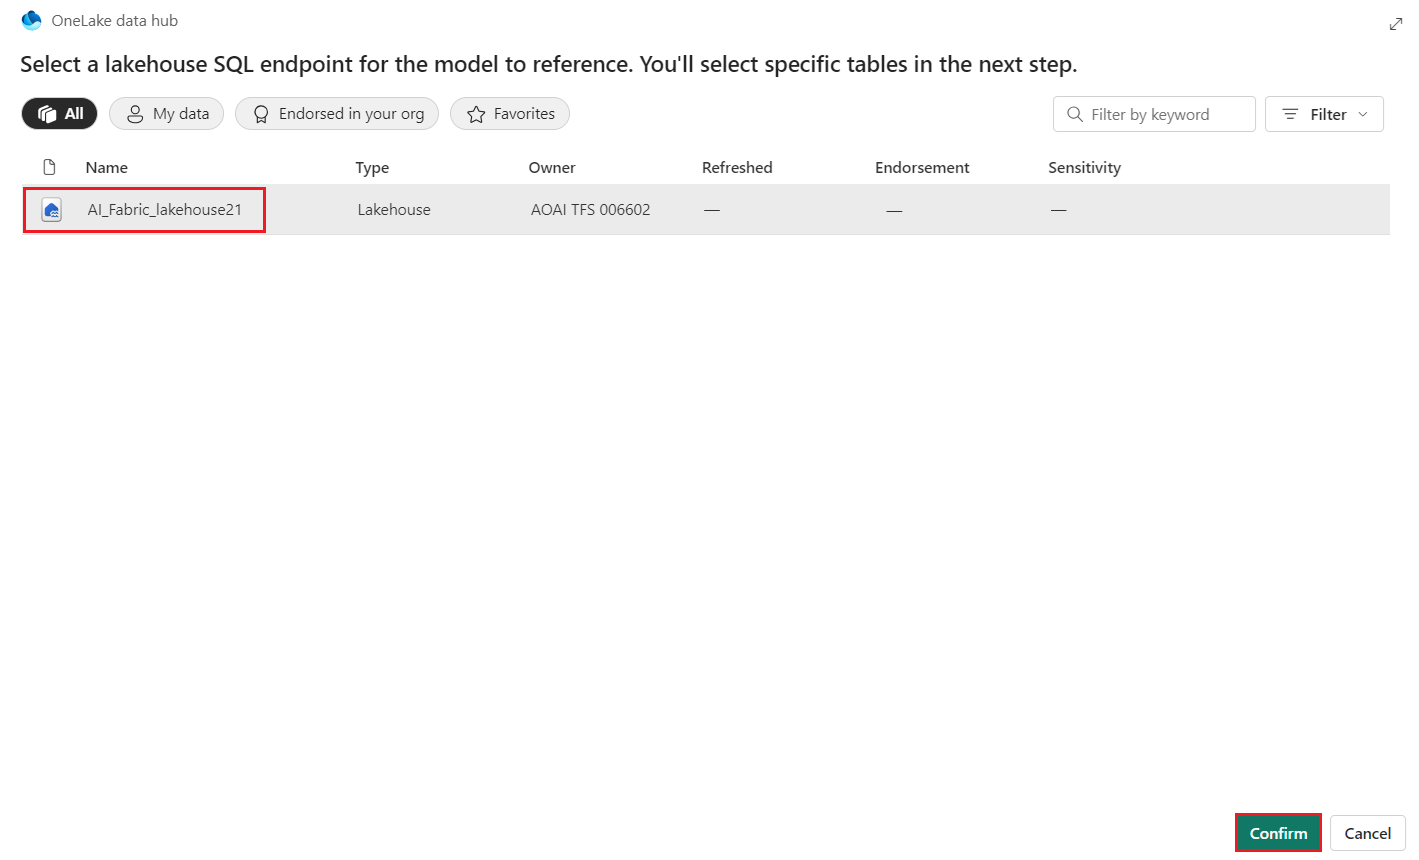 OneLake data hub
Select a lakehouse SQL endpoint for the model to reference. You'll select specific tables in the next step.
All My data Endorsed in your org Favorites Filter by keyword Filter
Name Type Owner Refreshed Endorsement Sensitivity
AI_Fabric_lakehouse21 Lakehouse AOAI TFS 006602 — — —
Confirm Cancel